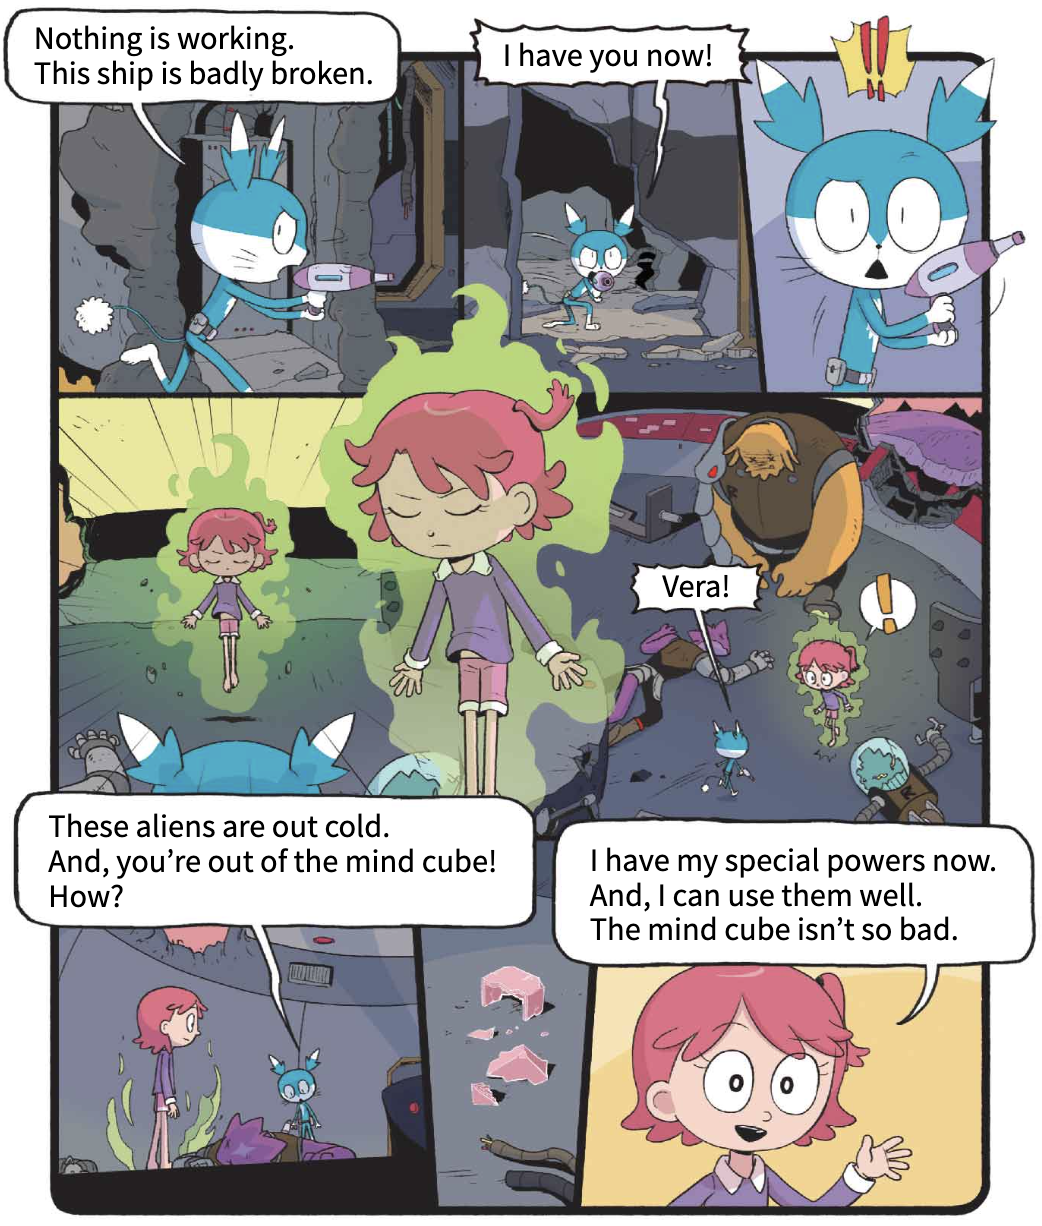 Nothing is working.
This ship is badly broken.
I have you now!
!!
Vera!
!
These aliens are out cold.
And, you're out of the mind cube!
How?
I have my special powers now.
And, I can use them well.
The mind cube isn't so bad.